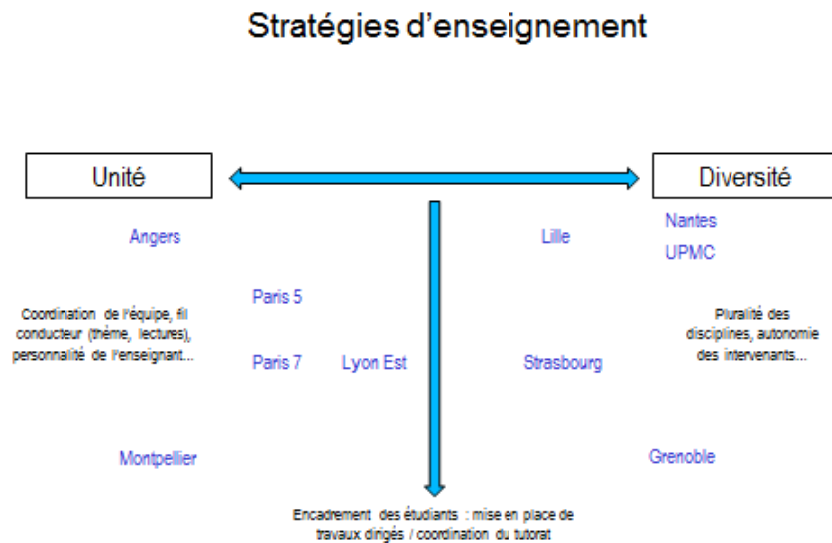 Stratégies d'enseignement
Unité
Diversité
Angers
Lille
Nantes
UPMC
Paris 5
Coordination de l'équipe, fil
conducteur (thème, lectures),
personnalité de l'enseignant...
Pluralité des
disciplines, autonomie
des intervenants...
Paris 7
Lyon Est
Strasbourg
Montpellier
Grenoble
Encadrement des étudiants : mise en place de
travaux dirigés / coordination du tutorat